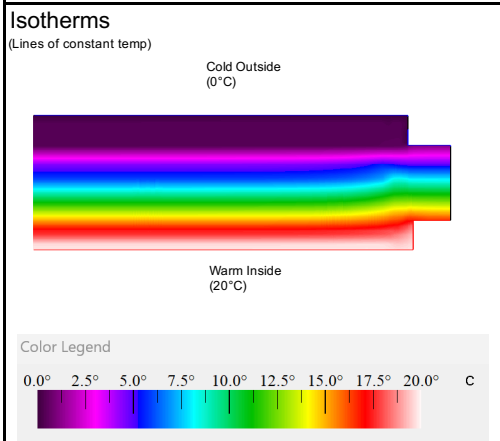 Isotherms
(Lines of constant temp)
Cold Outside
(0°C)
Warm Inside
(20°C)
Color Legend
0.0° 2.5° 5.0° 7.5° 10.0° 12.5° 15.0° 17.5° 20.0° C